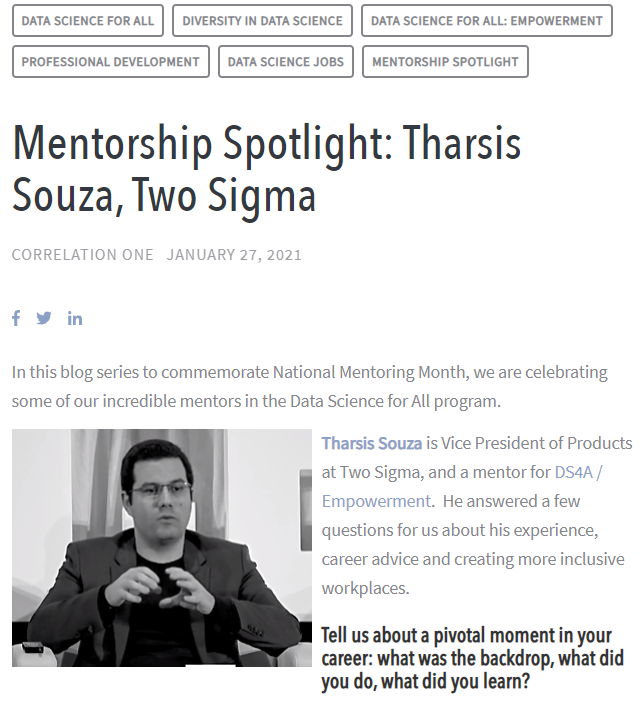 DATA SCIENCE FOR ALL
DIVERSITY IN DATA SCIENCE
DATA SCIENCE FOR ALL: EMPOWERMENT
PROFESSIONAL DEVELOPMENT
DATA SCIENCE JOBS
MENTORSHIP SPOTLIGHT
Mentorship Spotlight: Tharsis
Souza, Two Sigma
CORRELATION ONE JANUARY 27, 2021
In this blog series to commemorate National Mentoring Month, we are celebrating
some of our incredible mentors in the Data Science for All program.
Tharsis Souza is Vice President of Products
at Two Sigma, and a mentor for DS4A /
Empowerment. He answered a few
questions for us about his experience,
career advice and creating more inclusive
workplaces.
Tell us about a pivotal moment in your
career: what was the backdrop, what did
you do, what did you learn?